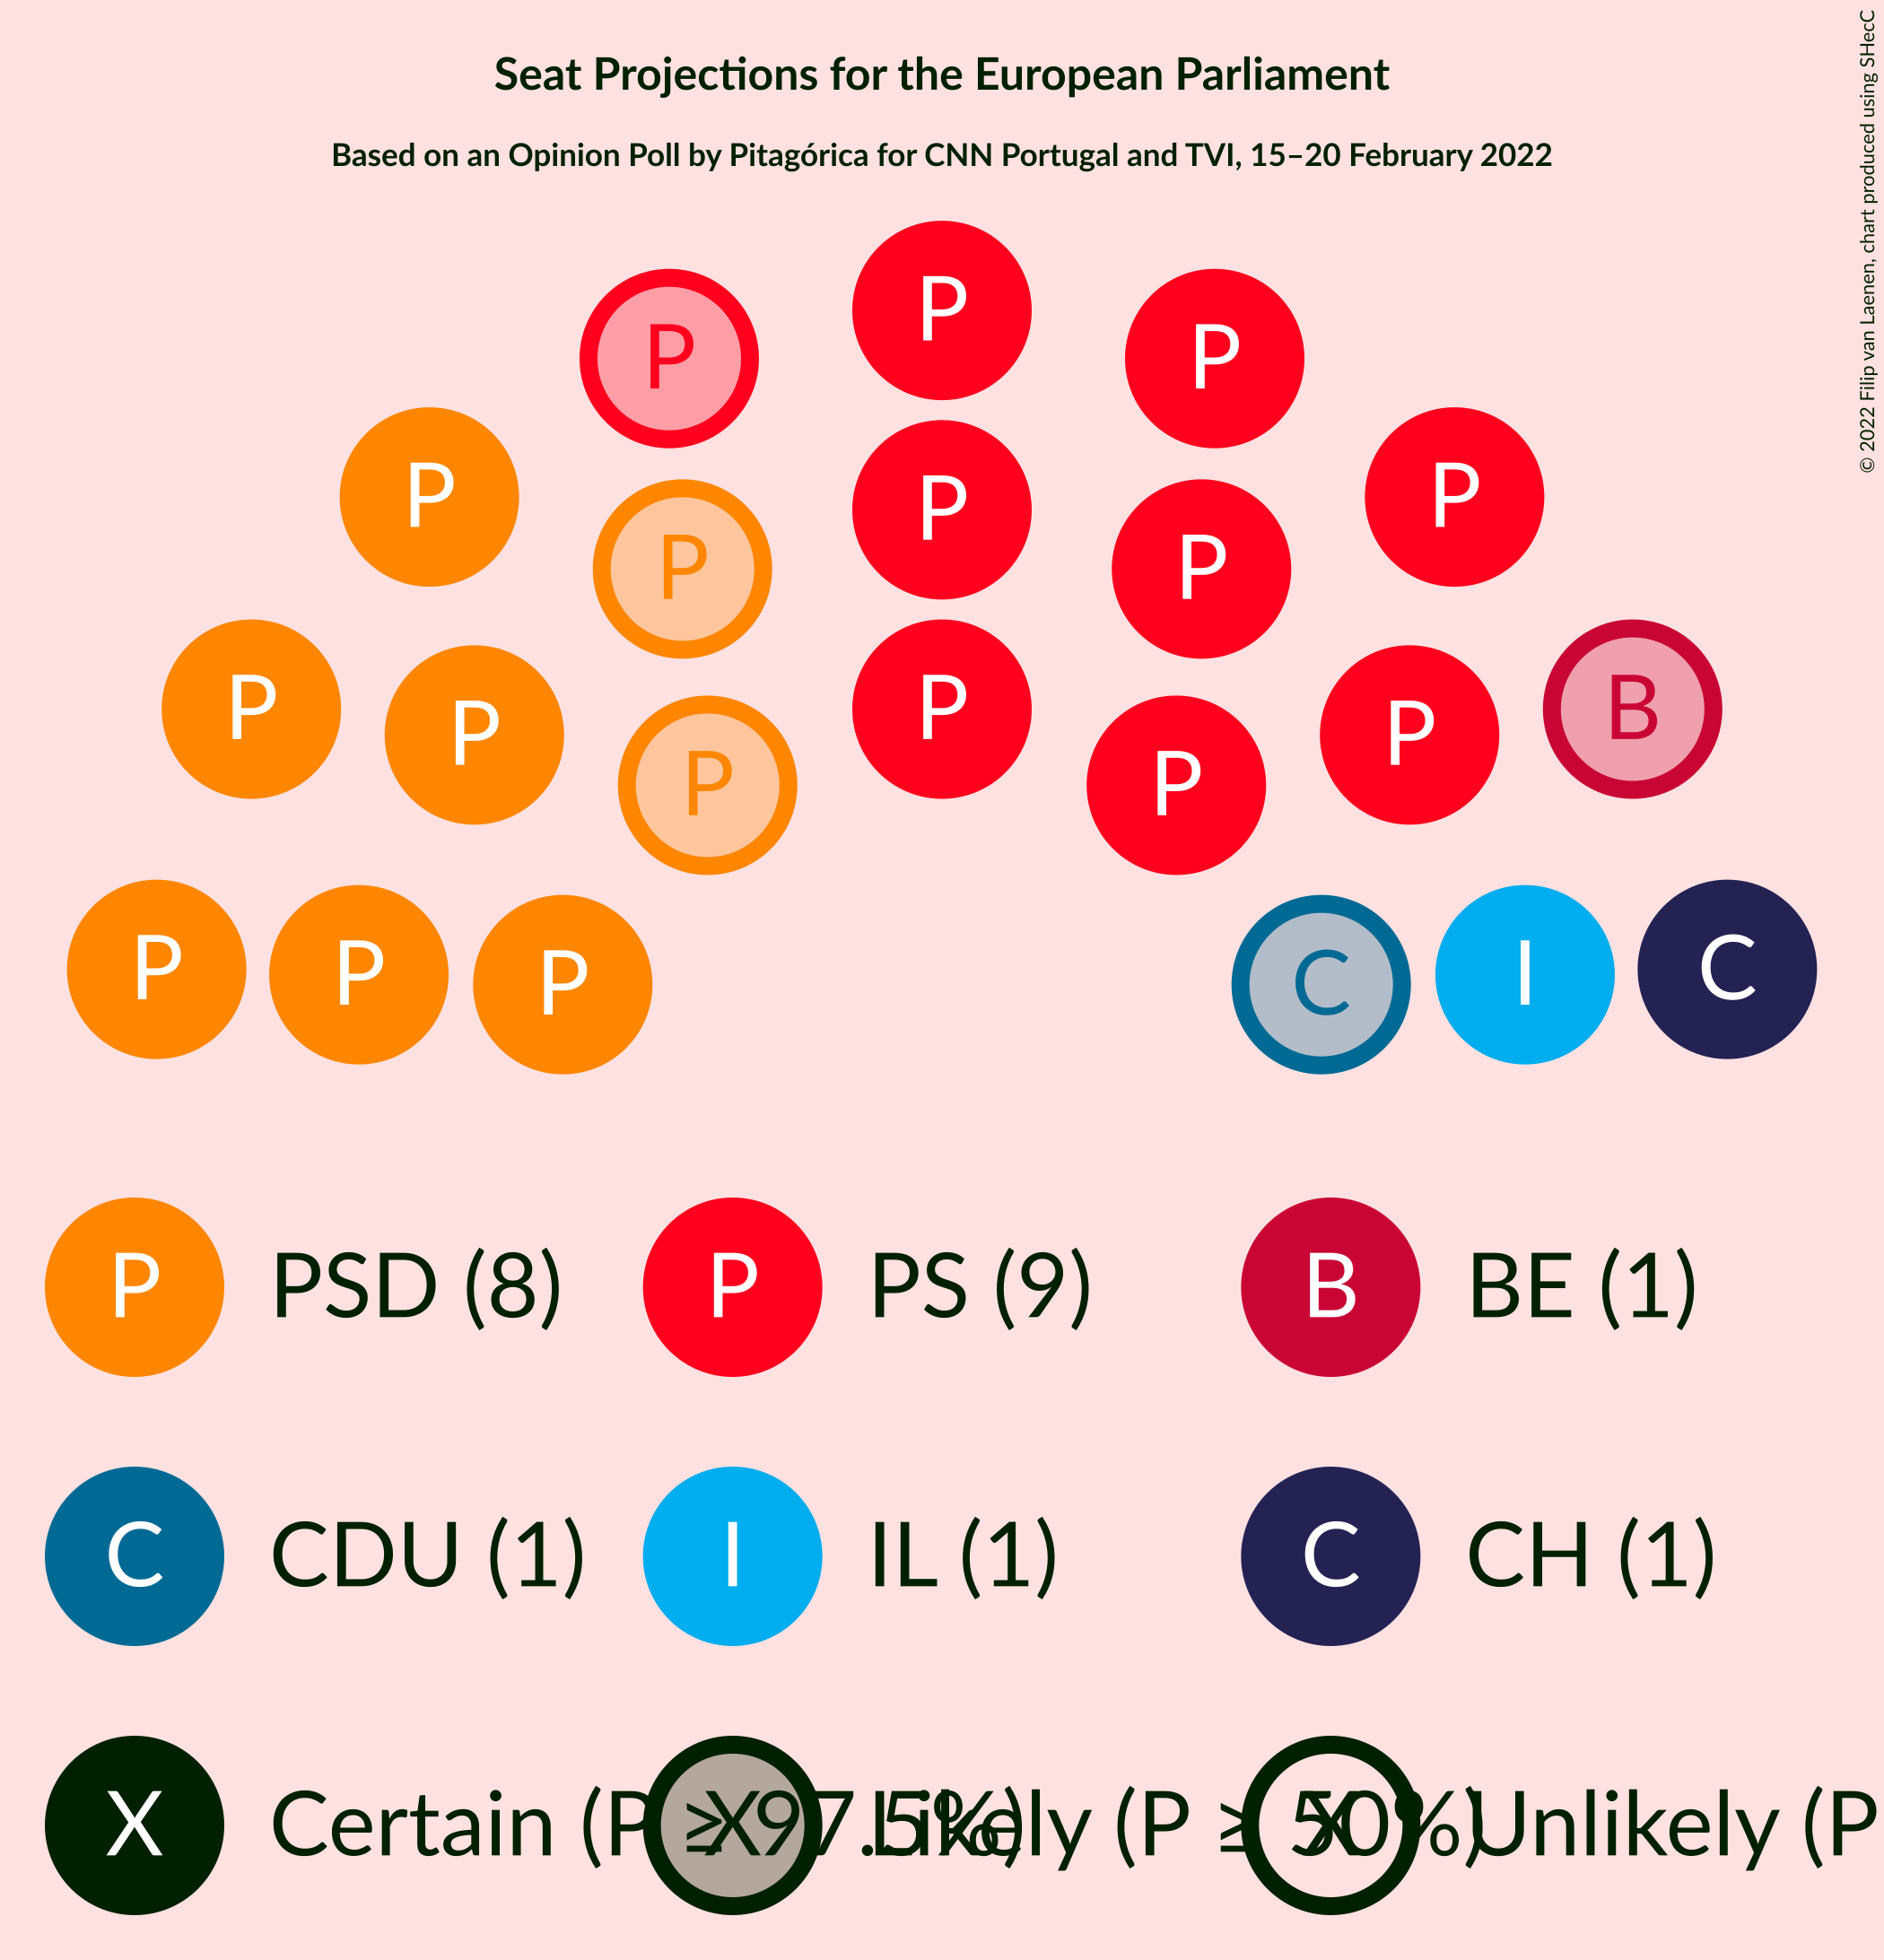 Seat Projections for the European Parliament
Based on an Opinion Poll by Pitagórica for CNN Portugal and TVI, 15–20 February 2022
© 2022 Filip van Laenen, chart produced using SHecC
P
P P
P P
P P P
P P
P P B
P P
P P
P P P C I C
P PSD (8) P PS (9) B BE (1)
C CDU (1) I IL (1) C CH (1)
X Certain (P ≥ 97.5%) X Likely (P ≥ 50%) X Unlikely (P